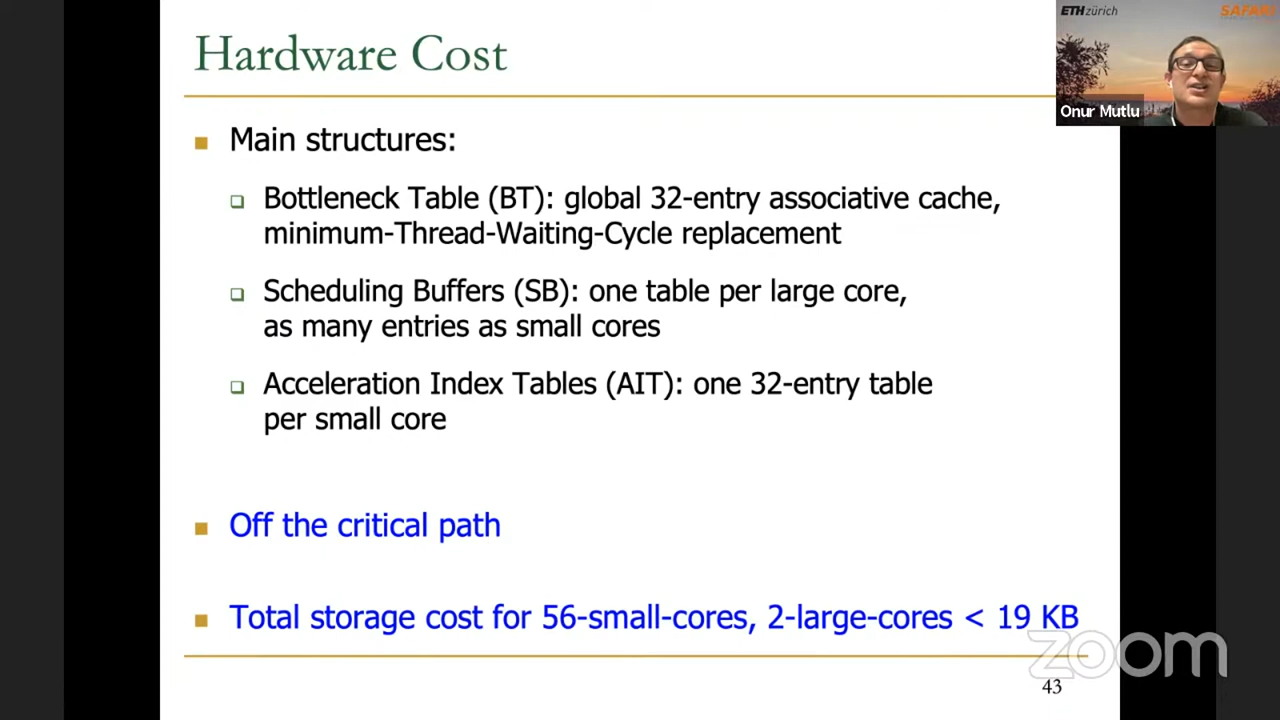 Hardware Cost
ETH zürich
SAFARI
Onur Mutlu
Main structures:
Bottleneck Table (BT): global 32-entry associative cache,
minimum-Thread-Waiting-Cycle replacement
Scheduling Buffers (SB): one table per large core,
as many entries as small cores
Acceleration Index Tables (AIT): one 32-entry table
per small core
Off the critical path
Total storage cost for 56-small-cores, 2-large-cores < 19 KB
zoom
43